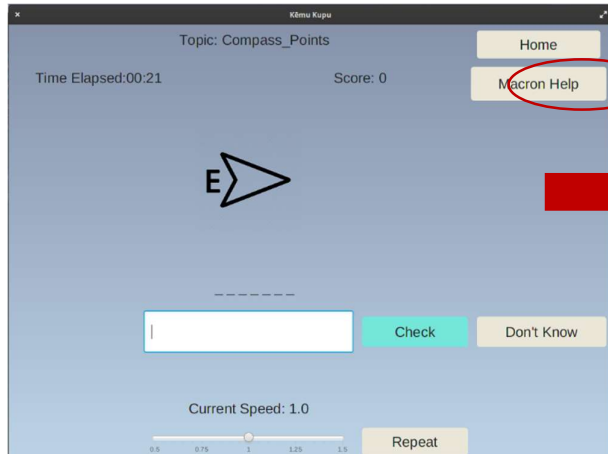 Kēmu Kupu
Topic: Compass_Points
Home
Time Elapsed:00:21
Score: 0
Macron Help
E
_ _ _ _ _ _ _
Check
Don't Know
Current Speed: 1.0
0.5 0.75 1 1.25 1.5
Repeat